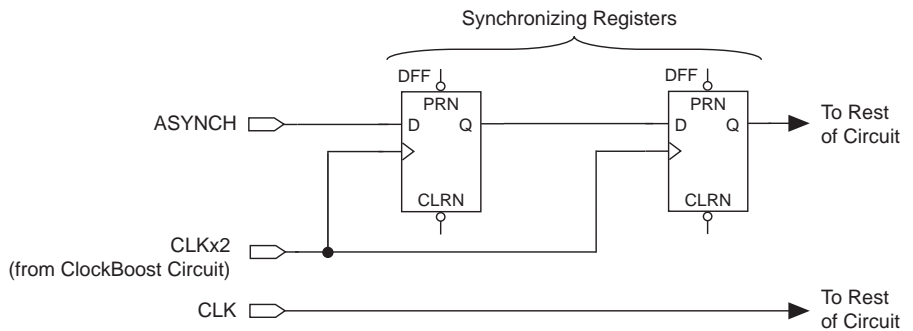 Synchronizing Registers
DFF
PRN
D Q
CLRN
DFF
PRN
D Q
CLRN
ASYNCH
To Rest
of Circuit
CLKx2
(from ClockBoost Circuit)
CLK
To Rest
of Circuit